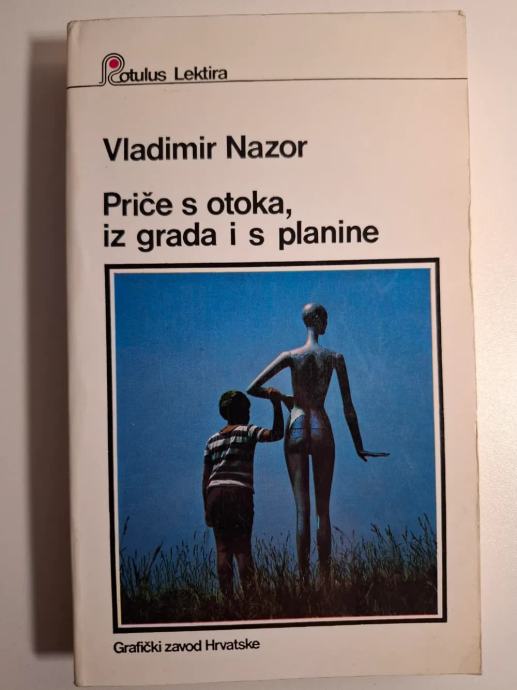 Rotulus Lektira
Vladimir Nazor
Priče s otoka,
iz grada i s planine
Grafički zavod Hrvatske